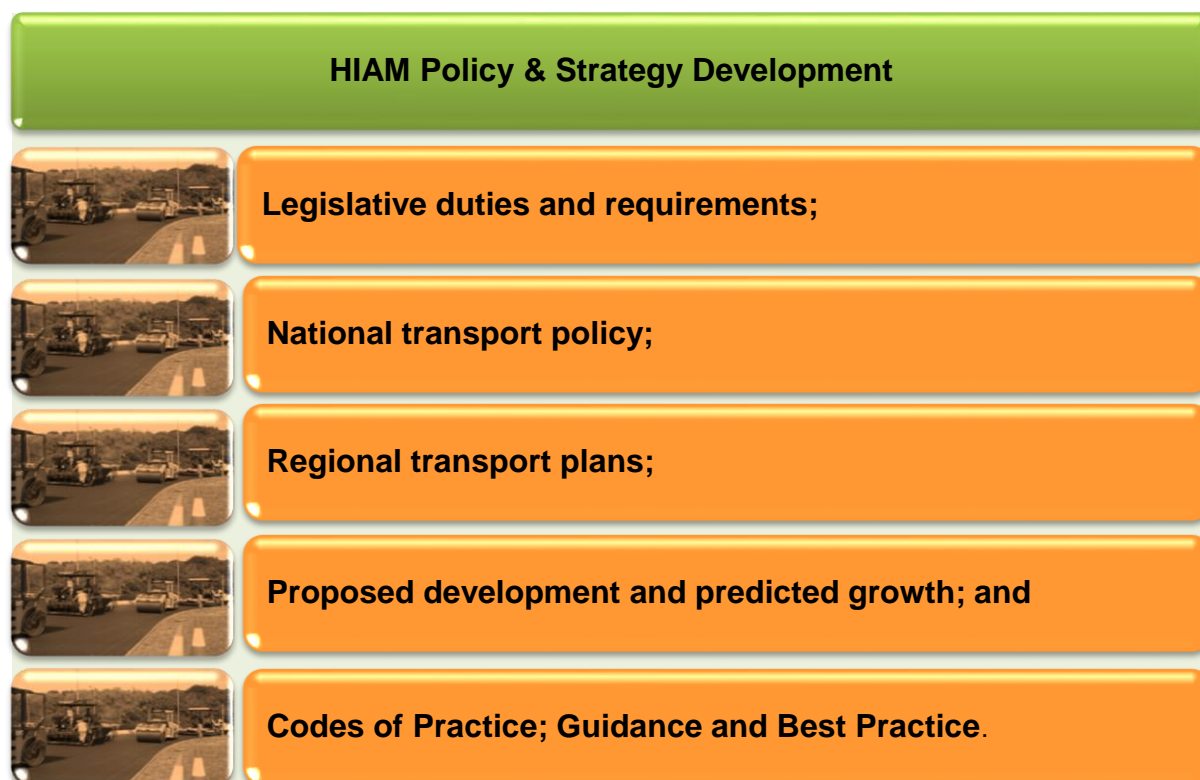 HIAM Policy & Strategy Development
Legislative duties and requirements;
National transport policy;
Regional transport plans;
Proposed development and predicted growth; and
Codes of Practice; Guidance and Best Practice.